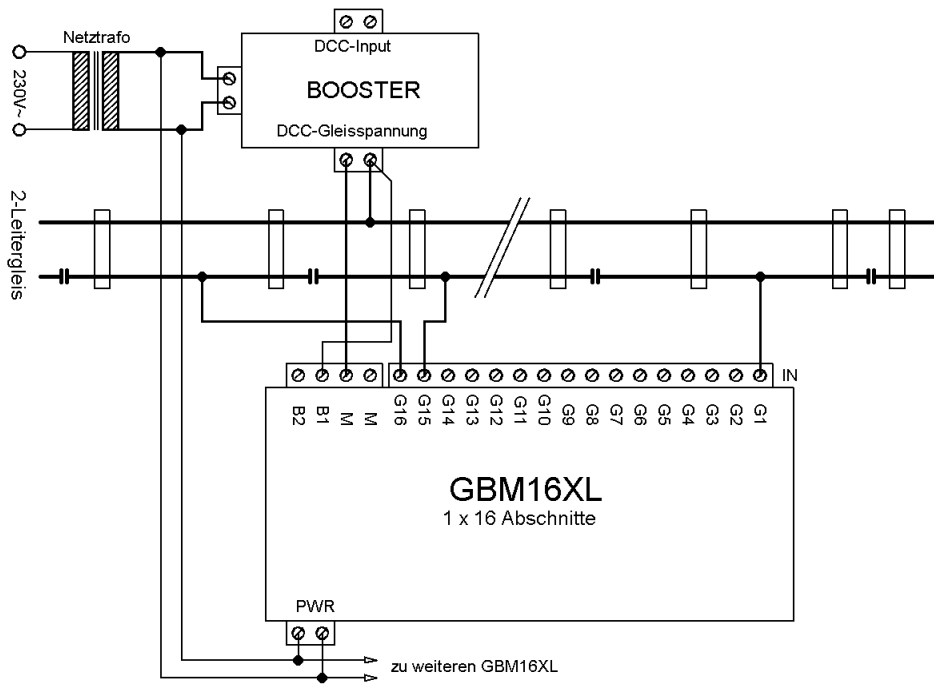 Netztrafo
230V~
DCC-Input
BOOSTER
DCC-Gleisspannung
2-Leitergleis
IN
B2
B1
M
M
G16
G15
G14
G13
G12
G11
G10
G9
G8
G7
G6
G5
G4
G3
G2
G1
GBM16XL
1 x 16 Abschnitte
PWR
zu weiteren GBM16XL